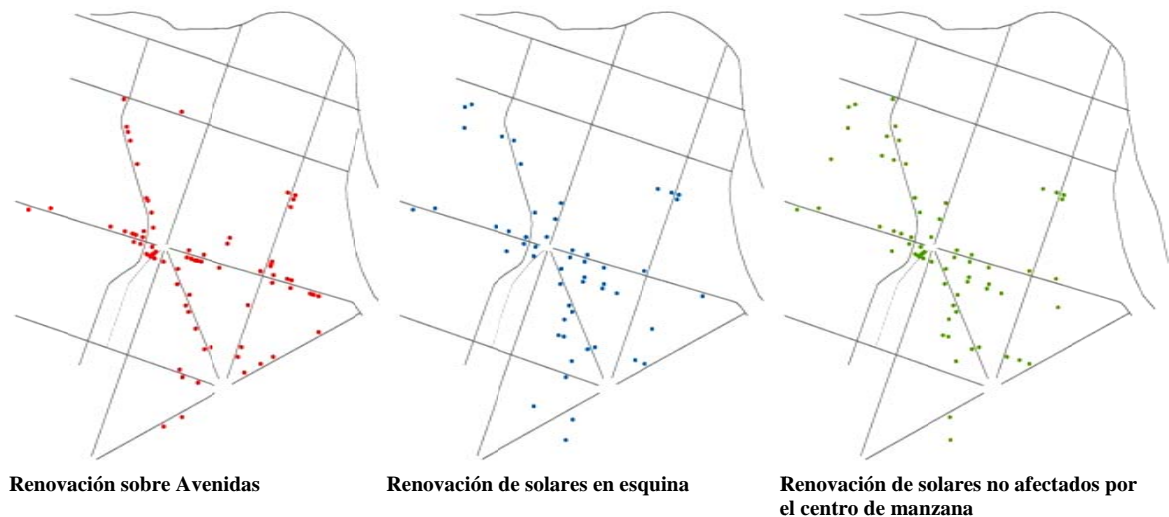 Renovación sobre Avenidas
Renovación de solares en esquina
Renovación de solares no afectados por
el centro de manzana